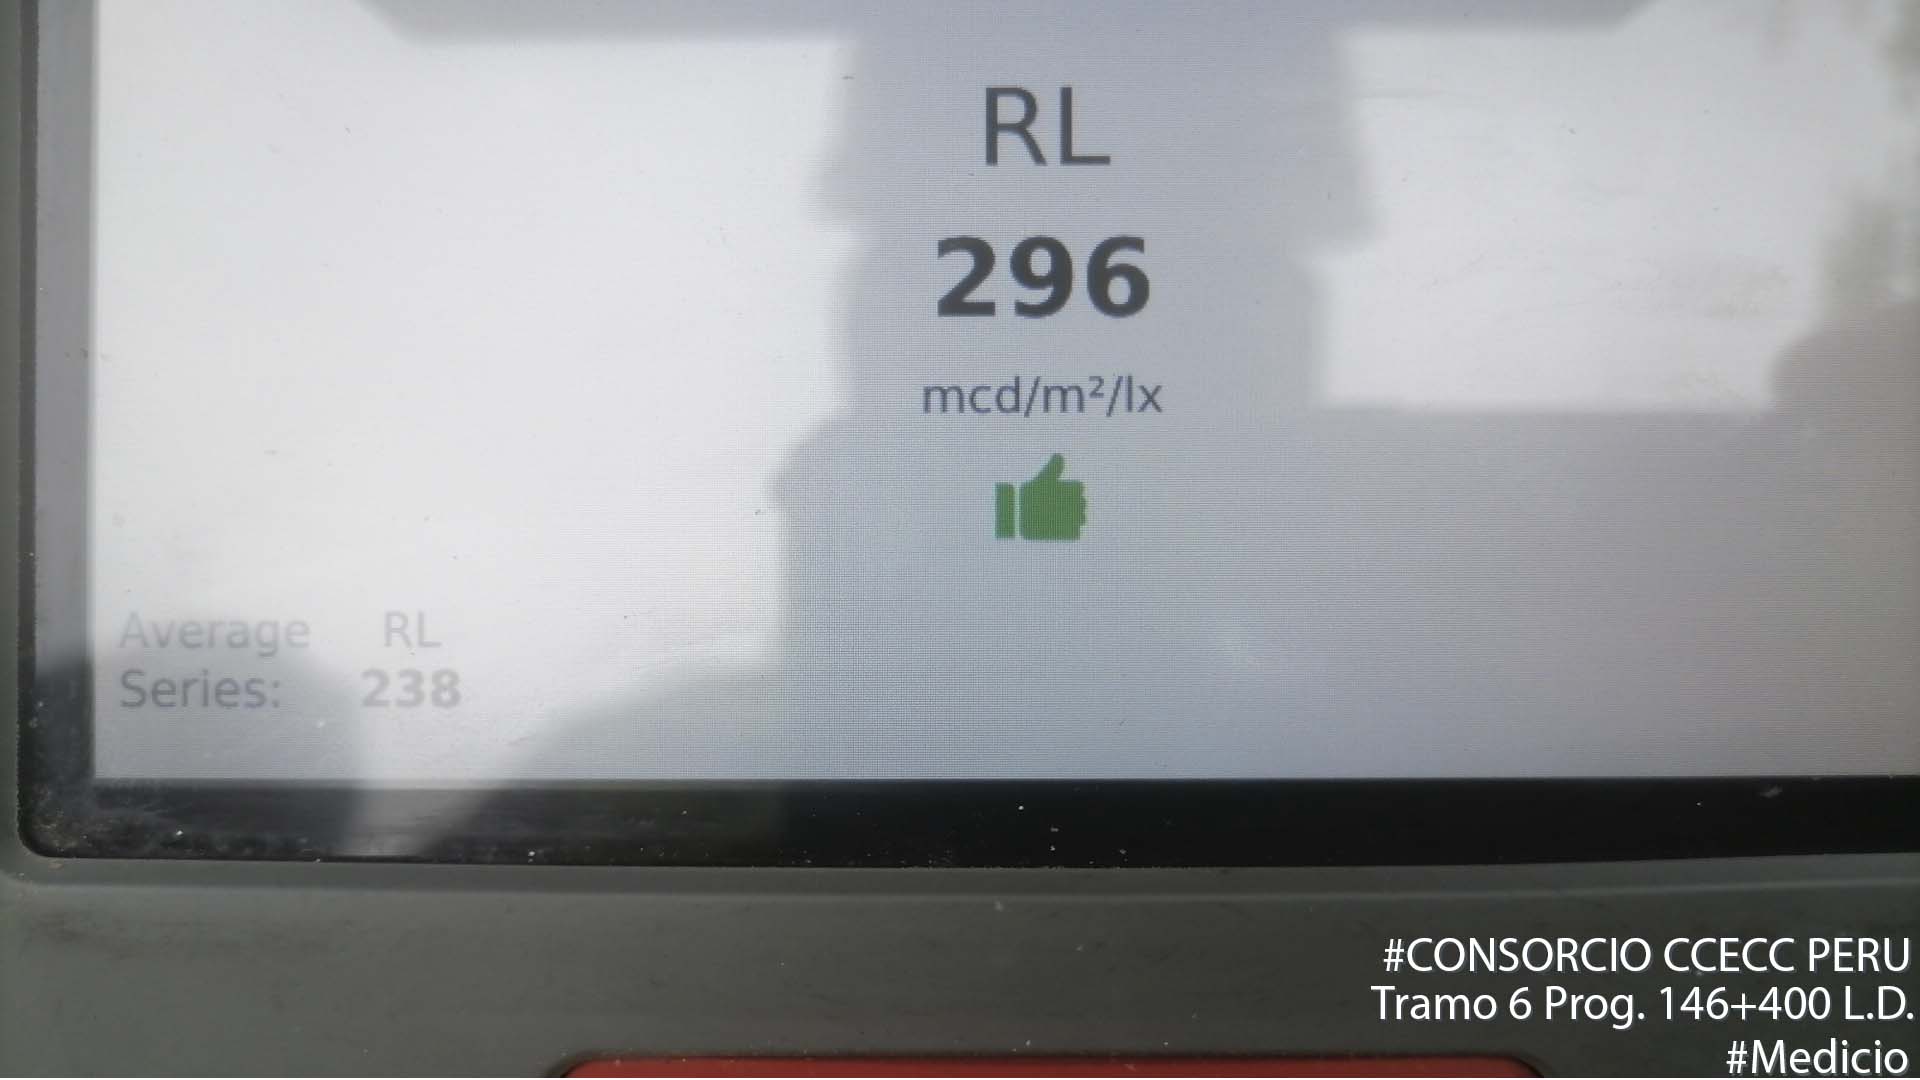 RL
296
mcd/m²/lx
Average RL
Series: 238
#CONSORCIO CCECC PERU
Tramo 6 Prog. 146+400 L.D.
#Medicio